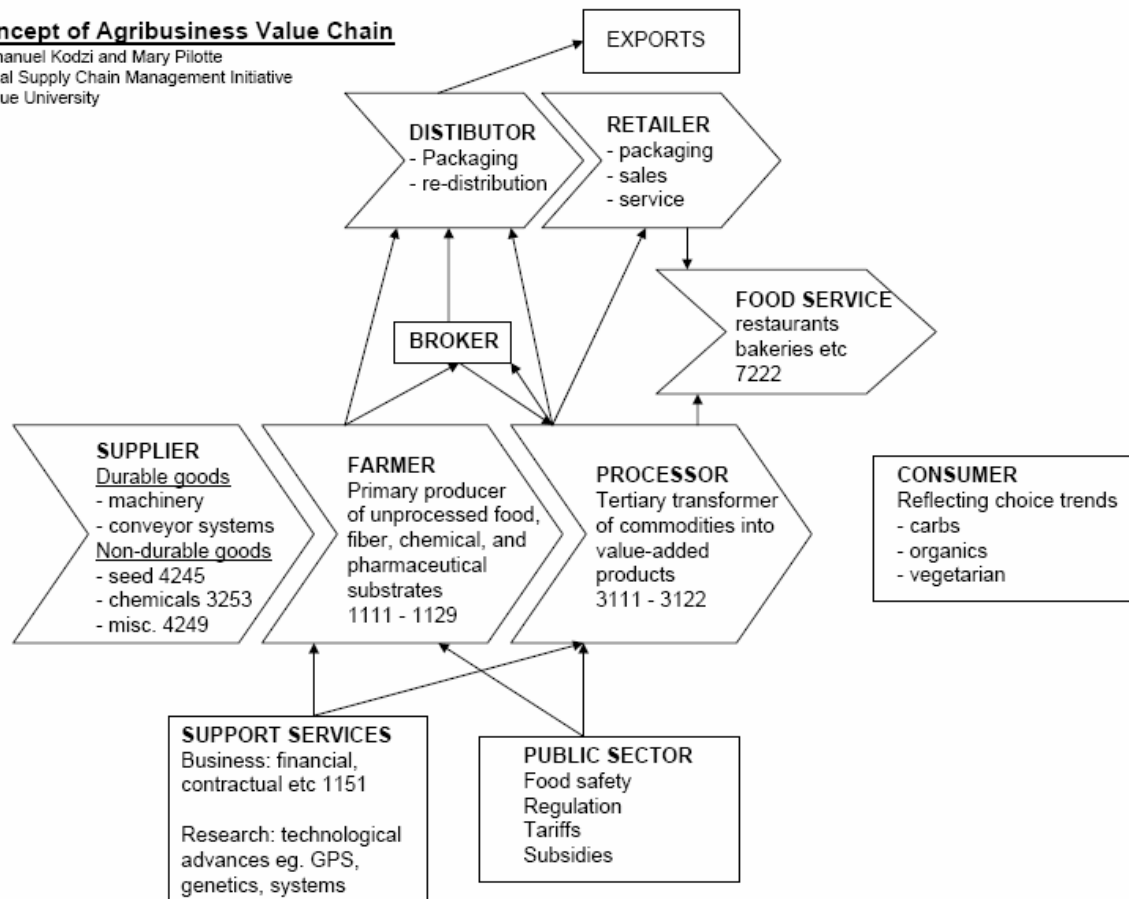 ncept of Agribusiness Value Chain
nanuel Kodzi and Mary Pilotte
al Supply Chain Management Initiative
ue University
EXPORTS
DISTIBUTOR
- Packaging
- re-distribution
RETAILER
- packaging
- sales
- service
FOOD SERVICE
restaurants
bakeries etc
7222
BROKER
SUPPLIER
Durable goods
- machinery
- conveyor systems
Non-durable goods
- seed 4245
- chemicals 3253
- misc. 4249
FARMER
Primary producer
of unprocessed food,
fiber, chemical, and
pharmaceutical
substrates
1111 - 1129
PROCESSOR
Tertiary transformer
of commodities into
value-added
products
3111 - 3122
CONSUMER
Reflecting choice trends
- carbs
- organics
- vegetarian
SUPPORT SERVICES
Business: financial,
contractual etc 1151
Research: technological
advances eg. GPS,
genetics, systems
PUBLIC SECTOR
Food safety
Regulation
Tariffs
Subsidies